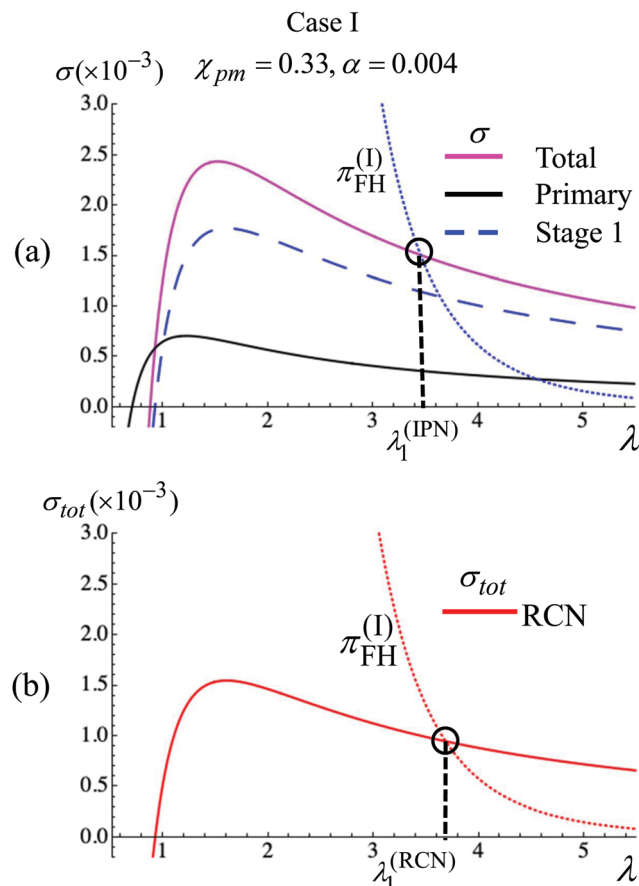 Case I
σ(×10⁻³) χ_pm = 0.33, α = 0.004
3.0
2.5
2.0
1.5
1.0
0.5
0.0
π_FH^(I)
σ
Total
Primary
Stage 1
(a)
1 2 3 4 5
λ₁^(IPN) λ
σ_tot(×10⁻³)
3.0
2.5
2.0
1.5
1.0
0.5
0.0
π_FH^(I)
σ_tot
RCN
(b)
1 2 3 4 5
λ₁^(RCN) λ